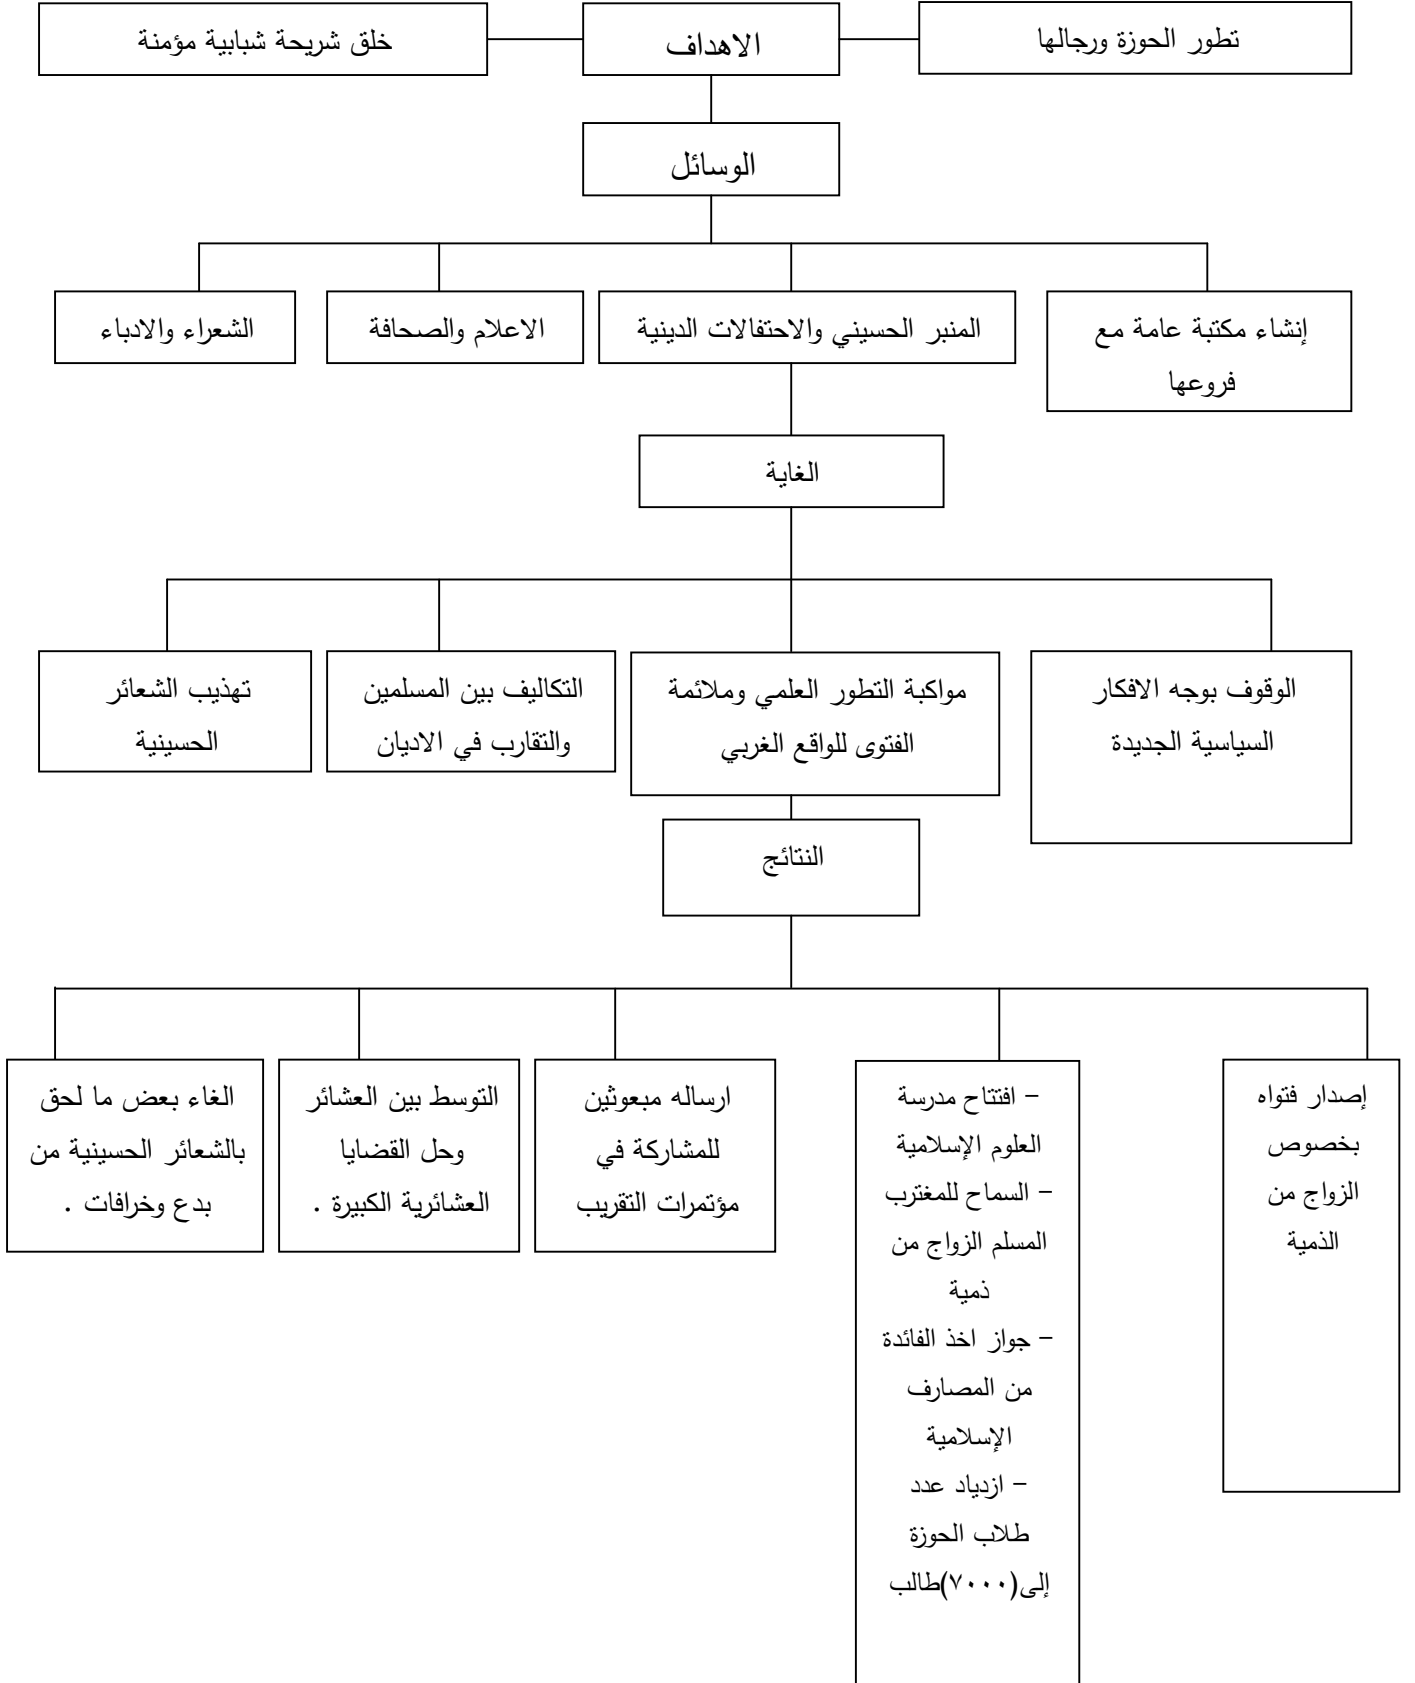 تطور الحوزة ورجالها
الاهداف
خلق شريحة شبابية مؤمنة
الوسائل
إنشاء مكتبة عامة مع
فروعها
المنبر الحسيني والاحتفالات الدينية
الاعلام والصحافة
الشعراء والادباء
الغاية
الوقوف بوجه الافكار
السياسية الجديدة
مواكبة التطور العلمي وملائمة
الفتوى للواقع الغربي
التكاليف بين المسلمين
والتقارب في الاديان
تهذيب الشعائر
الحسينية
النتائج
إصدار فتواه
بخصوص
الزواج من
الذمية
- افتتاح مدرسة
العلوم الإسلامية
- السماح للمغترب
المسلم الزواج من
ذمية
- جواز اخذ الفائدة
من المصارف
الإسلامية
- ازدياد عدد
طلاب الحوزة
إلى(٧٠٠٠)طالب
ارساله مبعوثين
للمشاركة في
مؤتمرات التقريب
التوسط بين العشائر
وحل القضايا
العشائرية الكبيرة .
الغاء بعض ما لحق
بالشعائر الحسينية من
بدع وخرافات .